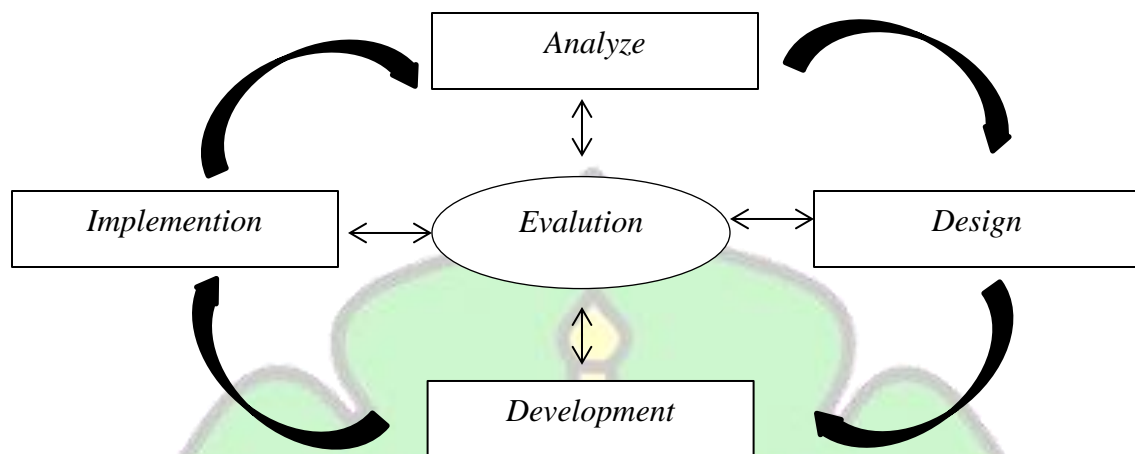 Analyze
Implemention
Evalution
Design
Development